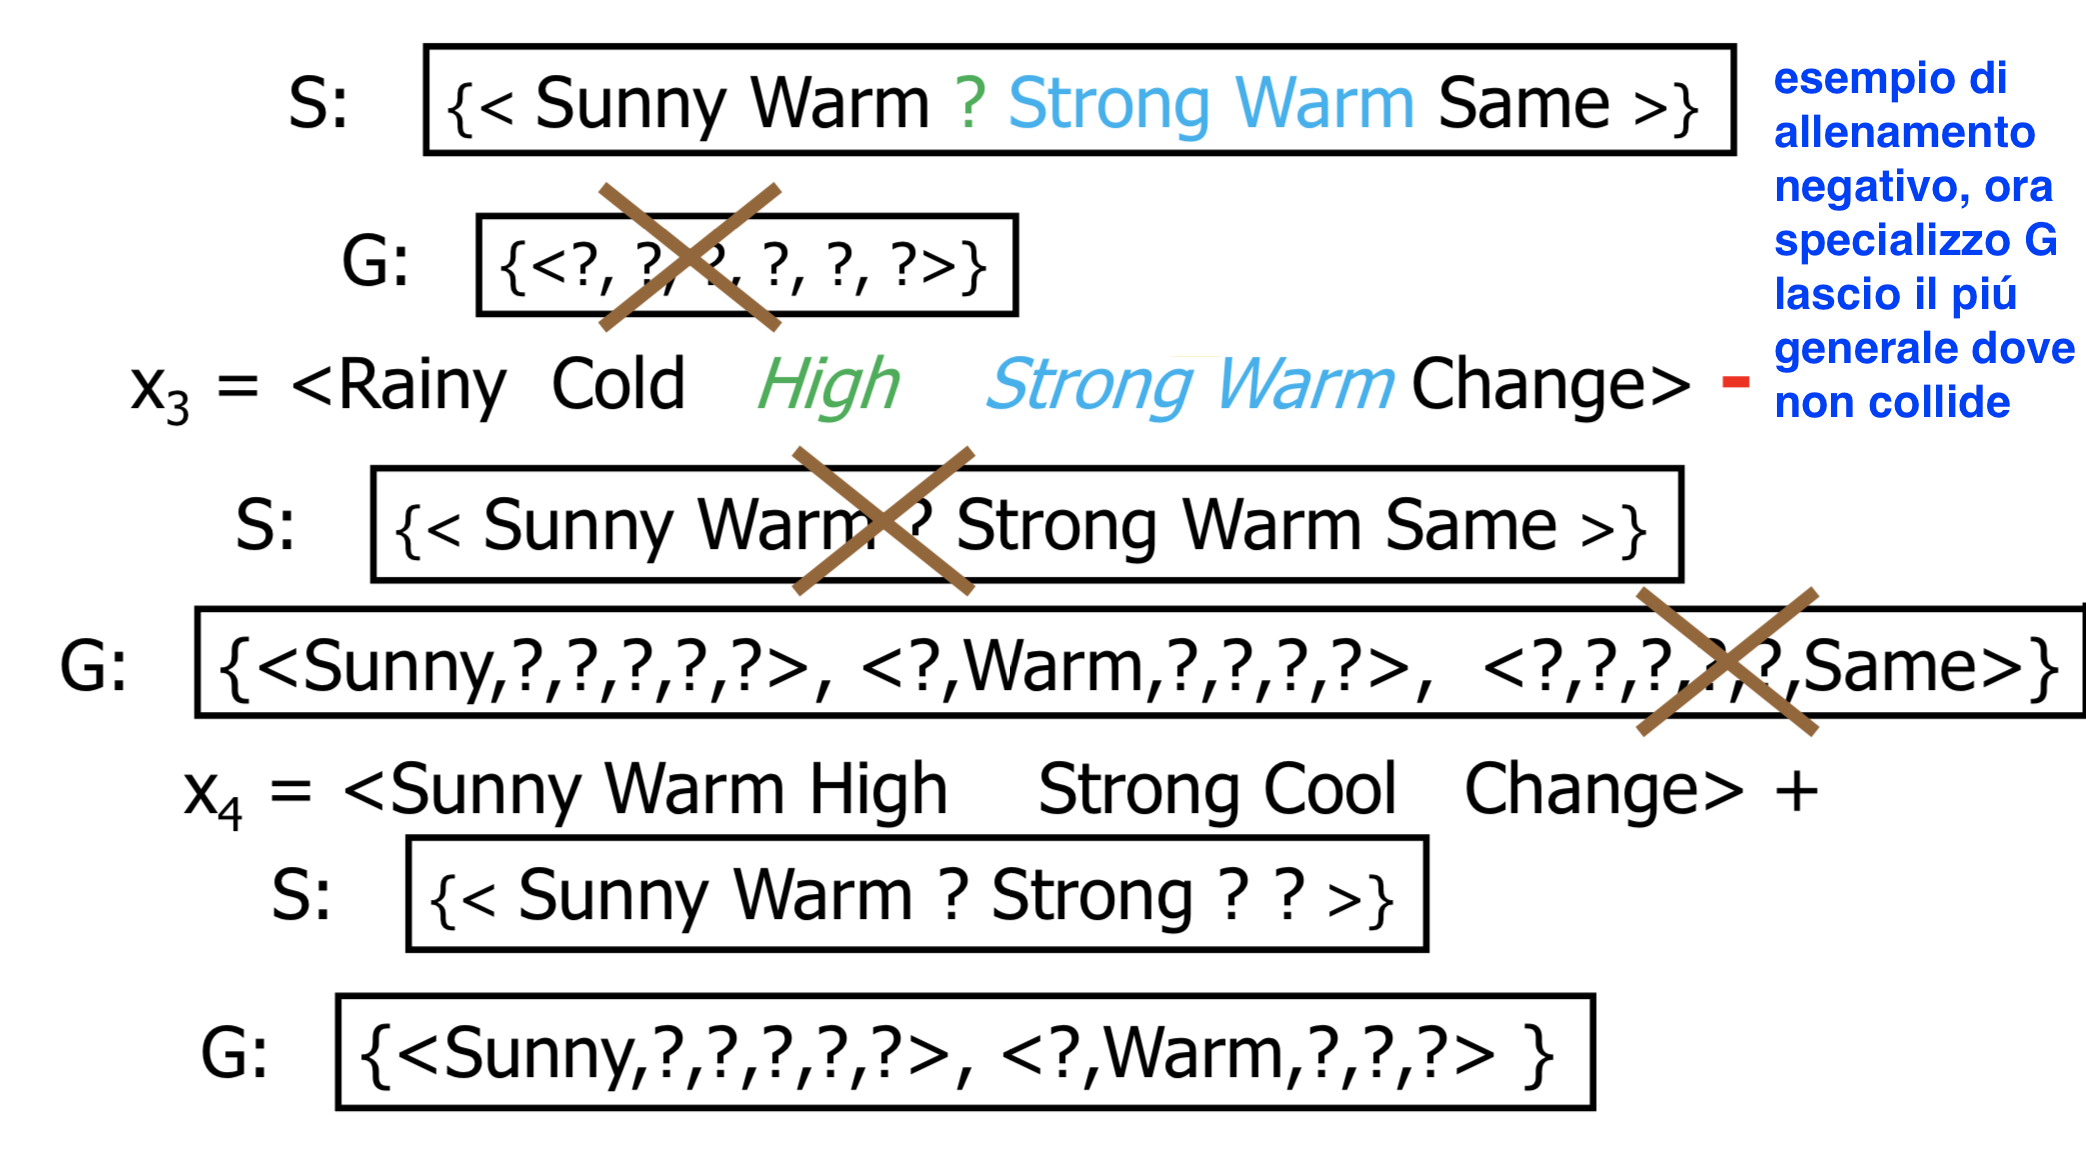 S: {< Sunny Warm ? Strong Warm Same >}
esempio di
allenamento
negativo, ora
specializzo G
lascio il piú
generale dove
non collide
G: {<?, ?, ?, ?, ?, ?>}
x3 = <Rainy Cold High Strong Warm Change> -
S: {< Sunny Warm ? Strong Warm Same >}
G: {<Sunny,?,?,?,?,?>, <?,Warm,?,?,?,?>, <?,?,?,?,?,Same>}
x4 = <Sunny Warm High Strong Cool Change> +
S: {< Sunny Warm ? Strong ? ? >}
G: {<Sunny,?,?,?,?,?>, <?,Warm,?,?,?> }